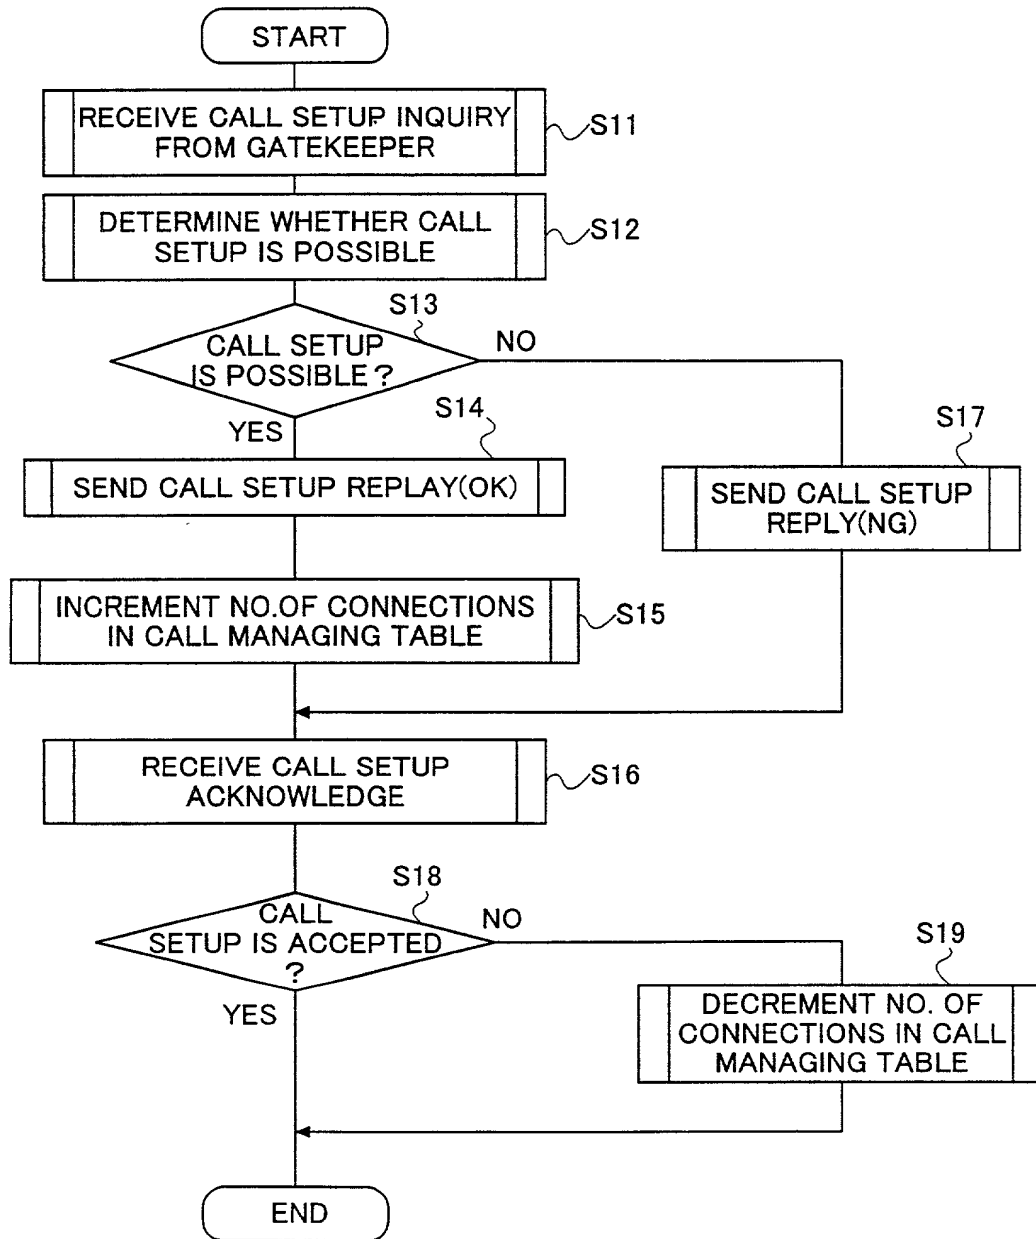 START
RECEIVE CALL SETUP INQUIRY
FROM GATEKEEPER
S11
DETERMINE WHETHER CALL
SETUP IS POSSIBLE
S12
S13
CALL SETUP
IS POSSIBLE?
NO
YES
S14
SEND CALL SETUP REPLAY(OK)
S17
SEND CALL SETUP
REPLY(NG)
INCREMENT NO.OF CONNECTIONS
IN CALL MANAGING TABLE
S15
RECEIVE CALL SETUP
ACKNOWLEDGE
S16
S18
CALL
SETUP IS ACCEPTED
?
NO
YES
S19
DECREMENT NO. OF
CONNECTIONS IN CALL
MANAGING TABLE
END